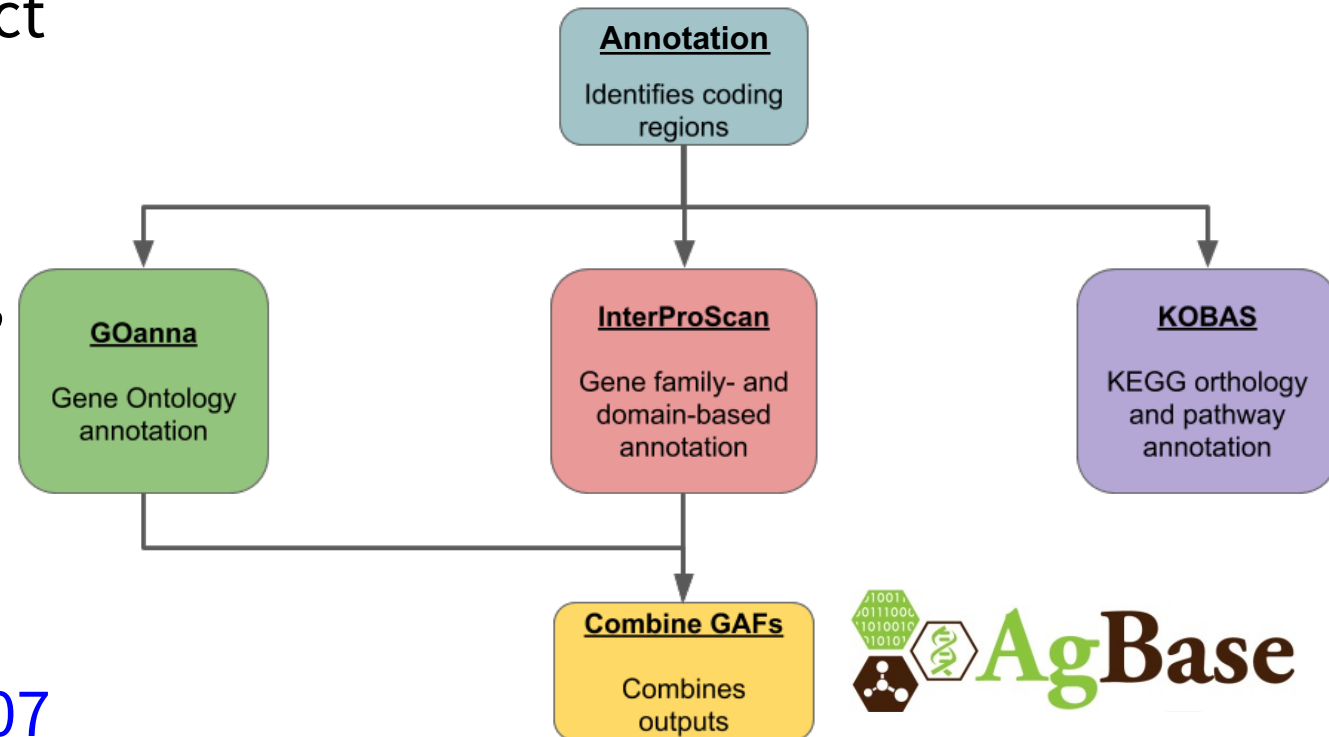 ct
Annotation
Identifies coding
regions
,
GOanna
Gene Ontology
annotation
InterProScan
Gene family- and
domain-based
annotation
KOBAS
KEGG orthology
and pathway
annotation
Combine GAFs
Combines
outputs
AgBase
07